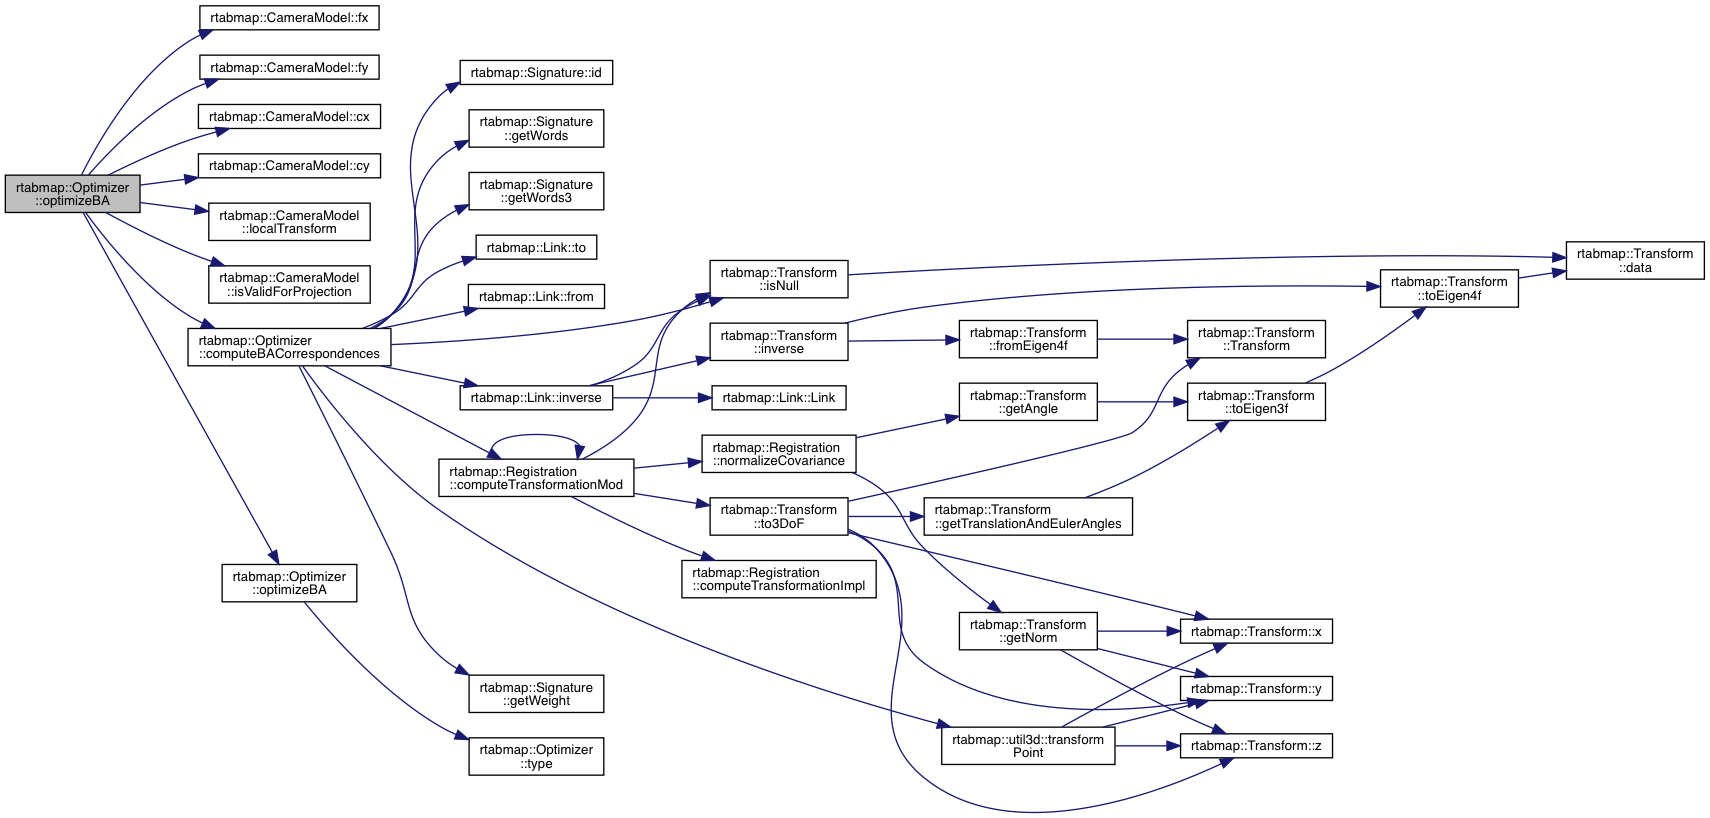 rtabmap::Optimizer
::optimizeBA
rtabmap::CameraModel::fx
rtabmap::CameraModel::fy
rtabmap::CameraModel::cx
rtabmap::CameraModel::cy
rtabmap::CameraModel
::localTransform
rtabmap::CameraModel
::isValidForProjection
rtabmap::Optimizer
::computeBACorrespondences
rtabmap::Optimizer
::optimizeBA
rtabmap::Signature::id
rtabmap::Signature
::getWords
rtabmap::Signature
::getWords3
rtabmap::Link::to
rtabmap::Link::from
rtabmap::Link::inverse
rtabmap::Registration
::computeTransformationMod
rtabmap::Signature
::getWeight
rtabmap::Optimizer
::type
rtabmap::Transform
::isNull
rtabmap::Transform
::inverse
rtabmap::Link::Link
rtabmap::Registration
::normalizeCovariance
rtabmap::Transform
::to3DoF
rtabmap::Registration
::computeTransformationImpl
rtabmap::Transform
::fromEigen4f
rtabmap::Transform
::getAngle
rtabmap::Transform
::getTranslationAndEulerAngles
rtabmap::Transform
::getNorm
rtabmap::util3d::transform
Point
rtabmap::Transform
::Transform
rtabmap::Transform
::toEigen3f
rtabmap::Transform::x
rtabmap::Transform::y
rtabmap::Transform::z
rtabmap::Transform
::toEigen4f
rtabmap::Transform
::data